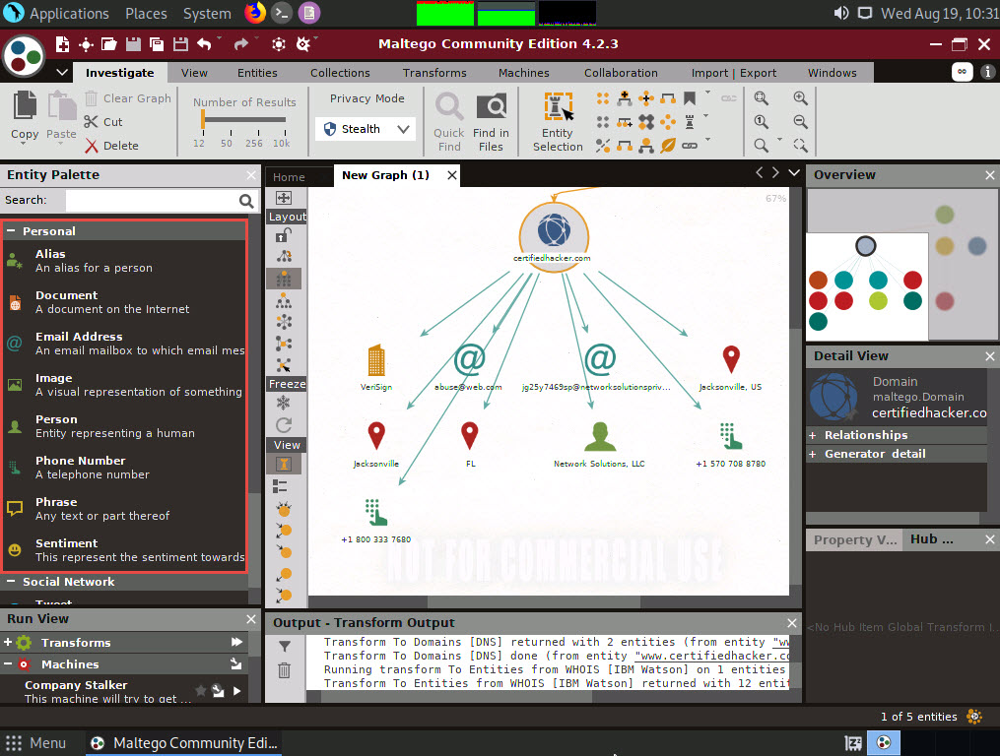 Applications Places System Wed Aug 19, 10:31
Maltego Community Edition 4.2.3
Investigate View Entities Collections Transforms Machines Collaboration Import | Export Windows
Copy
Paste
Clear Graph
Cut
Delete
Number of Results
12 50 256 10k
Privacy Mode
Stealth
Quick
Find
Find in
Files
Entity
Selection
Entity Palette
Search:
Personal
Alias
An alias for a person
Document
A document on the Internet
Email Address
An email mailbox to which email mes
Image
A visual representation of something
Person
Entity representing a human
Phone Number
A telephone number
Phrase
Any text or part thereof
Sentiment
This represent the sentiment towards
Social Network
Tweet
Run View
Transforms
Machines
Company Stalker
This machine will try to get ...
Home
New Graph (1)
Layout
Freeze
View
67%
certifiedhacker.com
VeriSign
abuse@web.com
jg25y7469sp@networksolutionspriv...
Jacksonville, US
Jacksonville
FL
Network Solutions, LLC
+1 570 708 8780
+1 800 333 7680
NOT FOR COMMERCIAL USE
Output - Transform Output
Transform To Domains [DNS] returned with 2 entities (from entity "ww
Transform To Domains [DNS] done (from entity "www.certifiedhacker.co
Running transform To Entities from WHOIS [IBM Watson] on 1 entities
Transform To Entities from WHOIS [IBM Watson] returned with 12 entit
Overview
Detail View
Domain
maltego.Domain
certifiedhacker.co
+ Relationships
+ Generator detail
Property V...
Hub ...
<No Hub Item Global Transform I...
1 of 5 entities
Menu
Maltego Community Edi...